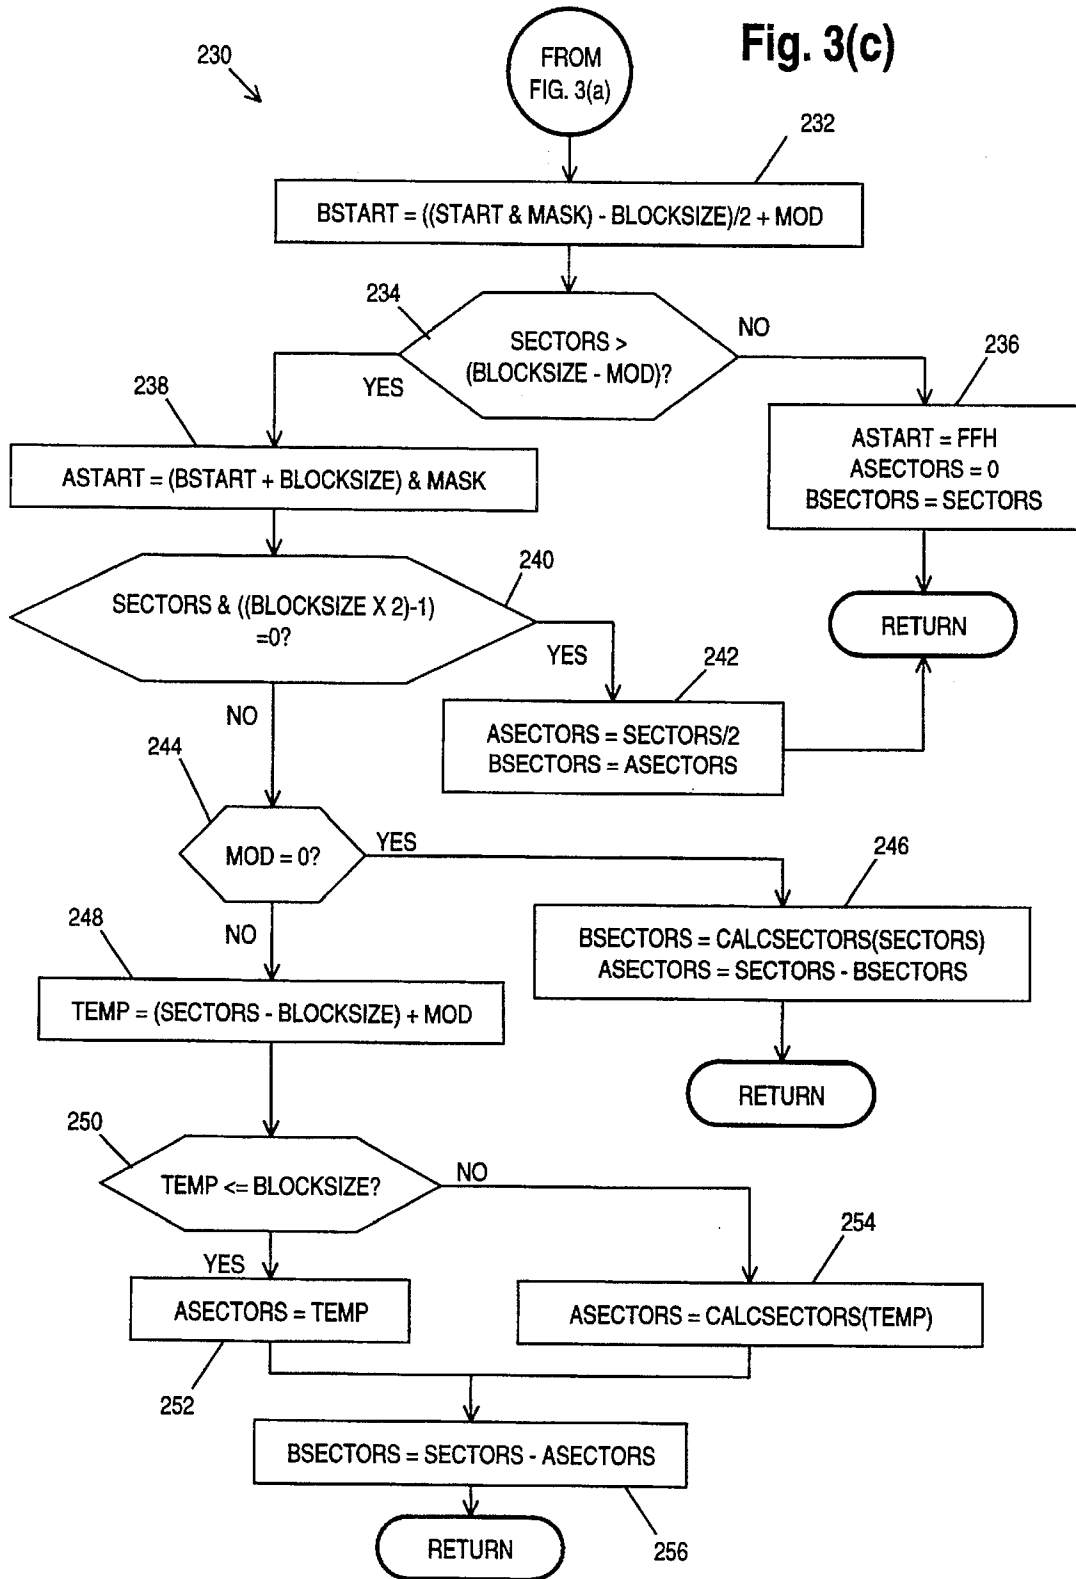 Fig. 3(c)
230
FROM
FIG. 3(a)
232
BSTART = ((START & MASK) - BLOCKSIZE)/2 + MOD
234
SECTORS >
(BLOCKSIZE - MOD)?
NO
YES
236
ASTART = FFH
ASECTORS = 0
BSECTORS = SECTORS
238
ASTART = (BSTART + BLOCKSIZE) & MASK
RETURN
240
SECTORS & ((BLOCKSIZE X 2)-1)
=0?
YES
NO
242
ASECTORS = SECTORS/2
BSECTORS = ASECTORS
244
MOD = 0?
YES
NO
246
BSECTORS = CALCSECTORS(SECTORS)
ASECTORS = SECTORS - BSECTORS
RETURN
248
TEMP = (SECTORS - BLOCKSIZE) + MOD
250
TEMP <= BLOCKSIZE?
NO
YES
252
ASECTORS = TEMP
254
ASECTORS = CALCSECTORS(TEMP)
BSECTORS = SECTORS - ASECTORS
256
RETURN